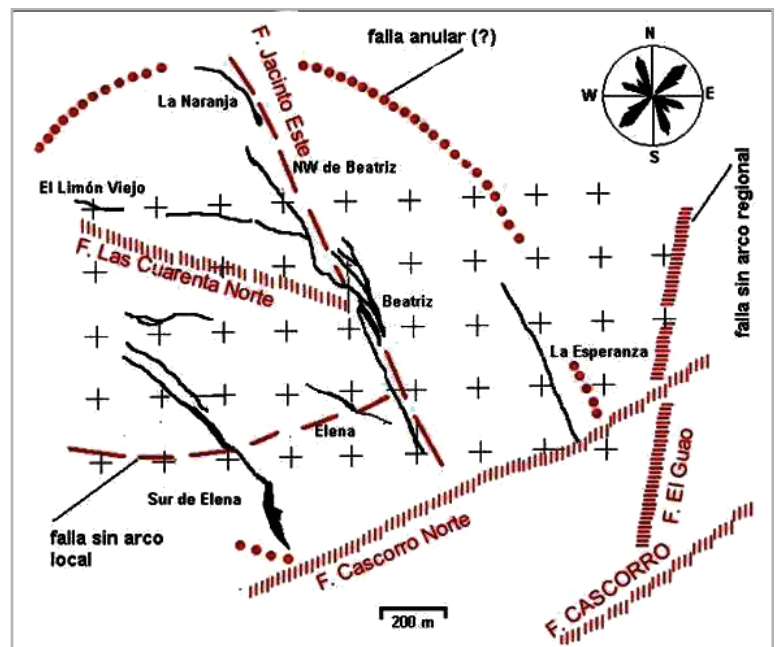 falla anular (?)
N
F. Jacinto Este
La Naranja
W
E
S
NW de Beatriz
El Limón Viejo
F. Las Cuarenta Norte
falla sin arco regional
Beatriz
La Esperanza
Elena
Sur de Elena
falla sin arco
local
F. El Guao
F. Cascorro Norte
F. CASCORRO
200 m